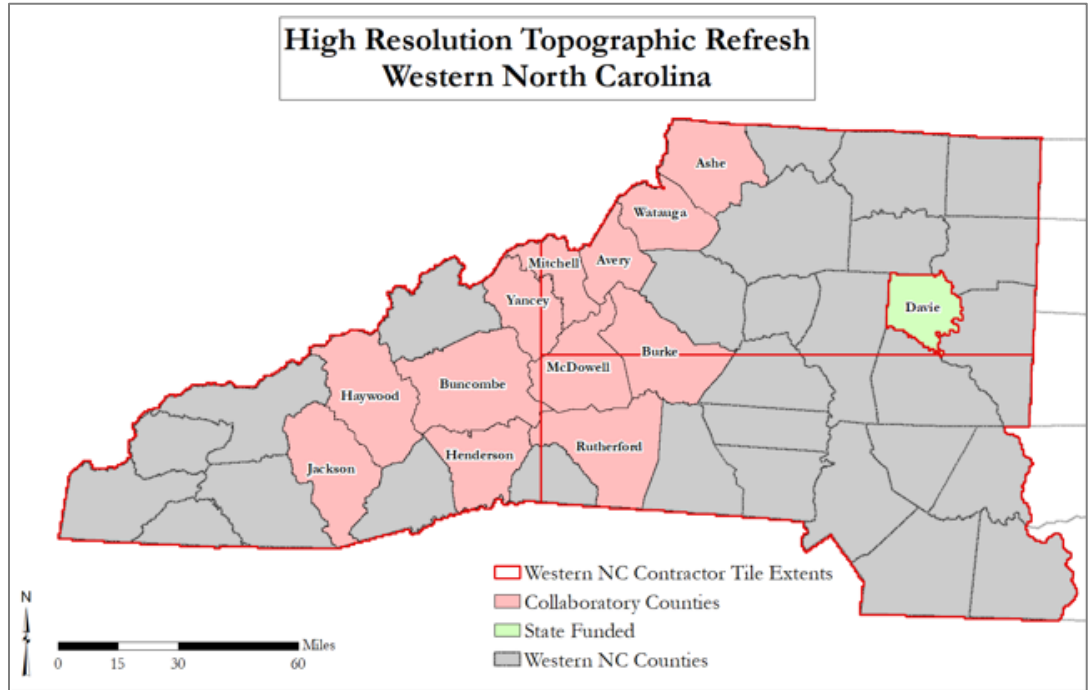 High Resolution Topographic Refresh
Western North Carolina
Ashe
Watauga
Mitchell
Avery
Yancey
Davie
Burke
McDowell
Buncombe
Haywood
Rutherford
Henderson
Jackson
Western NC Contractor Tile Extents
Collaboratory Counties
State Funded
Western NC Counties
N
Miles
0 15 30 60